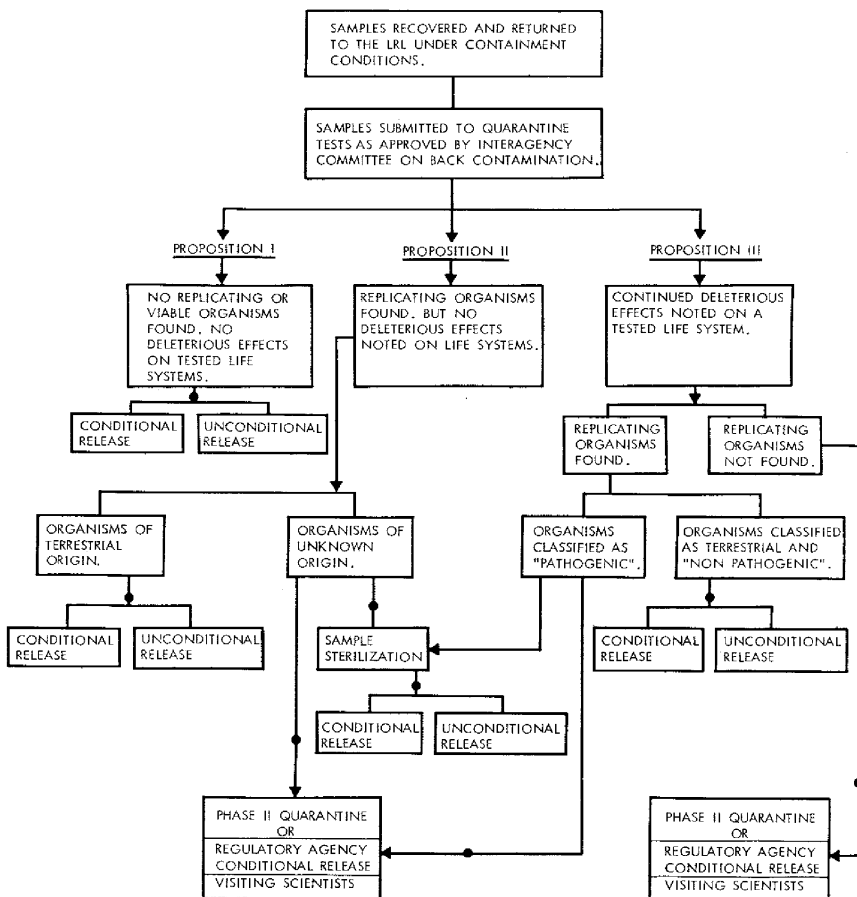 SAMPLES RECOVERED AND RETURNED
TO THE LRL UNDER CONTAINMENT
CONDITIONS.
SAMPLES SUBMITTED TO QUARANTINE
TESTS AS APPROVED BY INTERAGENCY
COMMITTEE ON BACK CONTAMINATION.
PROPOSITION I
PROPOSITION II
PROPOSITION III
NO REPLICATING OR
VIABLE ORGANISMS
FOUND. NO
DELETERIOUS EFFECTS
ON TESTED LIFE
SYSTEMS.
REPLICATING ORGANISMS
FOUND. BUT NO
DELETERIOUS EFFECTS
NOTED ON LIFE SYSTEMS.
CONTINUED DELETERIOUS
EFFECTS NOTED ON A
TESTED LIFE SYSTEM.
CONDITIONAL
RELEASE
UNCONDITIONAL
RELEASE
REPLICATING
ORGANISMS
FOUND.
REPLICATING
ORGANISMS
NOT FOUND.
ORGANISMS OF
TERRESTRIAL
ORIGIN.
ORGANISMS OF
UNKNOWN
ORIGIN.
ORGANISMS
CLASSIFIED AS
"PATHOGENIC".
ORGANISMS CLASSIFIED
AS TERRESTRIAL AND
"NON PATHOGENIC".
CONDITIONAL
RELEASE
UNCONDITIONAL
RELEASE
SAMPLE
STERILIZATION
CONDITIONAL
RELEASE
UNCONDITIONAL
RELEASE
CONDITIONAL
RELEASE
UNCONDITIONAL
RELEASE
PHASE II QUARANTINE
OR
REGULATORY AGENCY
CONDITIONAL RELEASE
VISITING SCIENTISTS
PHASE II QUARANTINE
OR
REGULATORY AGENCY
CONDITIONAL RELEASE
VISITING SCIENTISTS